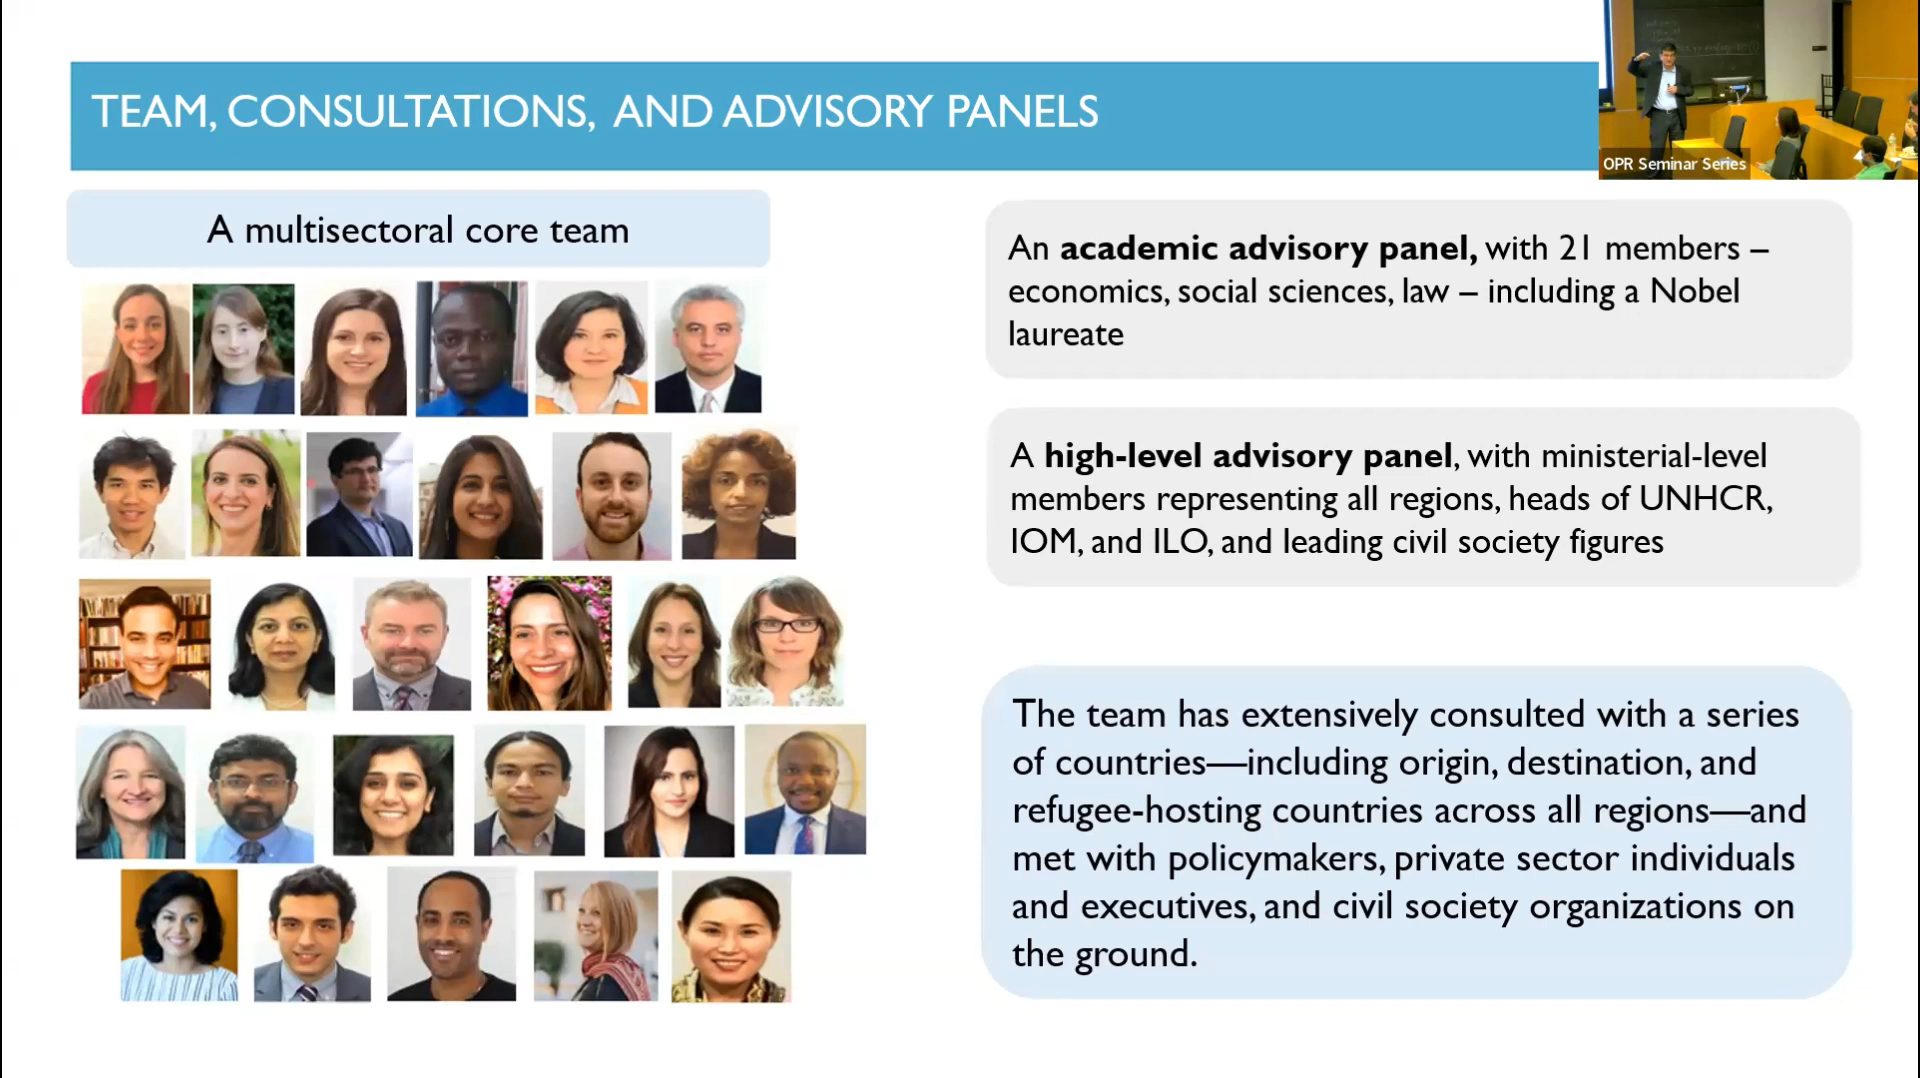 TEAM, CONSULTATIONS, AND ADVISORY PANELS
OPR Seminar Series
A multisectoral core team
An academic advisory panel, with 21 members –
economics, social sciences, law – including a Nobel
laureate
A high-level advisory panel, with ministerial-level
members representing all regions, heads of UNHCR,
IOM, and ILO, and leading civil society figures
The team has extensively consulted with a series
of countries—including origin, destination, and
refugee-hosting countries across all regions—and
met with policymakers, private sector individuals
and executives, and civil society organizations on
the ground.